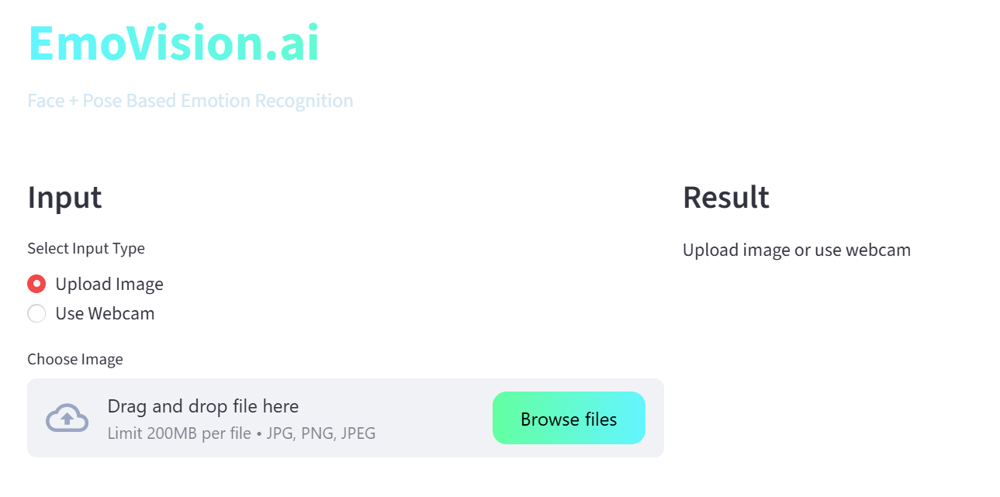 EmoVision.ai
Face + Pose Based Emotion Recognition
Input
Select Input Type
Upload Image
Use Webcam
Choose Image
Drag and drop file here
Limit 200MB per file • JPG, PNG, JPEG
Browse files
Result
Upload image or use webcam